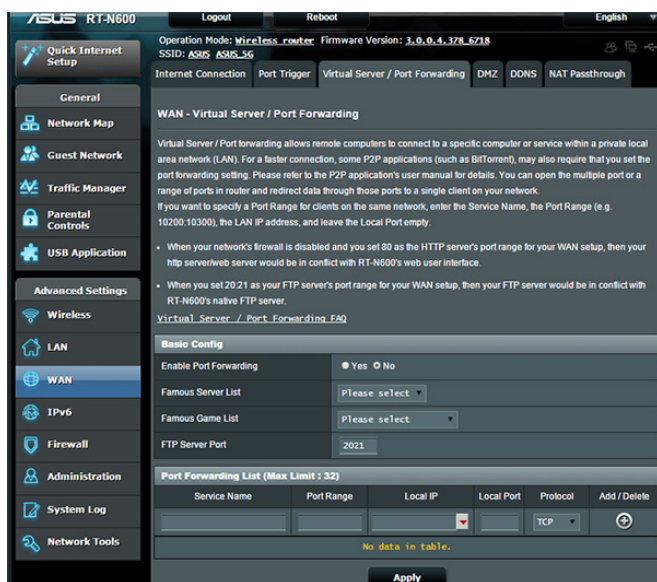 ASUS RT-N600 Logout Reboot English
Quick Internet Setup
Operation Mode: Wireless router Firmware Version: 3.0.0.4.378_6718
SSID: ASUS ASUS_5G
Internet Connection Port Trigger Virtual Server / Port Forwarding DMZ DDNS NAT Passthrough
General
Network Map
Guest Network
Traffic Manager
Parental Controls
USB Application
Advanced Settings
Wireless
LAN
WAN
IPv6
Firewall
Administration
System Log
Network Tools
WAN - Virtual Server / Port Forwarding
Virtual Server / Port forwarding allows remote computers to connect to a specific computer or service within a private local
area network (LAN). For a faster connection, some P2P applications (such as BitTorrent), may also require that you set the
port forwarding setting. Please refer to the P2P application's user manual for details. You can open the multiple port or a
range of ports in router and redirect data through those ports to a single client on your network.
If you want to specify a Port Range for clients on the same network, enter the Service Name, the Port Range (e.g.
10200:10300), the LAN IP address, and leave the Local Port empty.
• When your network's firewall is disabled and you set 80 as the HTTP server's port range for your WAN setup, then your
http server/web server would be in conflict with RT-N600's web user interface.
• When you set 20:21 as your FTP server's port range for your WAN setup, then your FTP server would be in conflict with
RT-N600's native FTP server.
Virtual Server / Port Forwarding FAQ
Basic Config
Enable Port Forwarding Yes No
Famous Server List Please select
Famous Game List Please select
FTP Server Port 2021
Port Forwarding List (Max Limit : 32)
Service Name Port Range Local IP Local Port Protocol Add / Delete
TCP
No data in table.
Apply